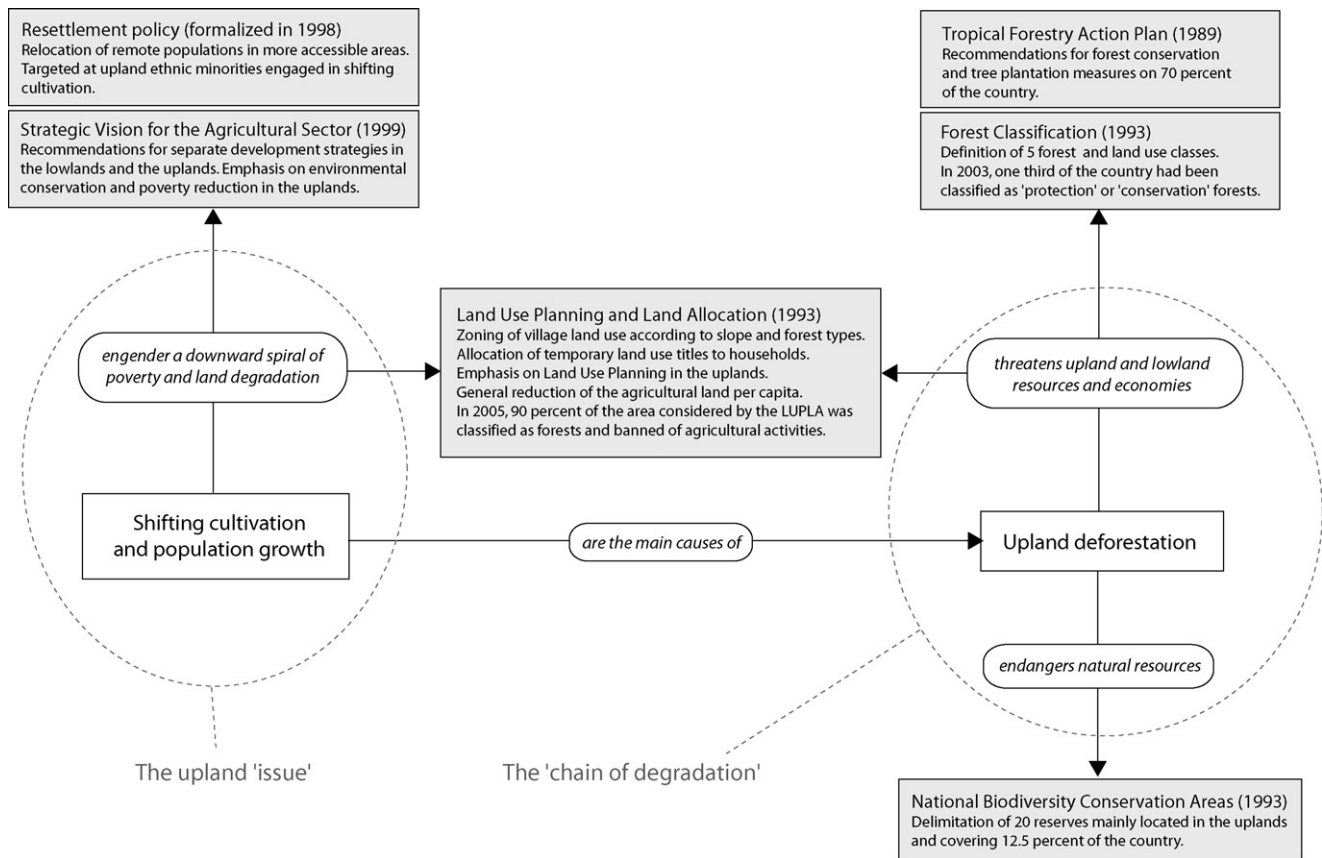 Resettlement policy (formalized in 1998)
Relocation of remote populations in more accessible areas.
Targeted at upland ethnic minorities engaged in shifting
cultivation.
Strategic Vision for the Agricultural Sector (1999)
Recommendations for separate development strategies in
the lowlands and the uplands. Emphasis on environmental
conservation and poverty reduction in the uplands.
Tropical Forestry Action Plan (1989)
Recommendations for forest conservation
and tree plantation measures on 70 percent
of the country.
Forest Classification (1993)
Definition of 5 forest and land use classes.
In 2003, one third of the country had been
classified as 'protection' or 'conservation' forests.
Land Use Planning and Land Allocation (1993)
Zoning of village land use according to slope and forest types.
Allocation of temporary land use titles to households.
Emphasis on Land Use Planning in the uplands.
General reduction of the agricultural land per capita.
In 2005, 90 percent of the area considered by the LUPLA was
classified as forests and banned of agricultural activities.
engender a downward spiral of
poverty and land degradation
threatens upland and lowland
resources and economies
Shifting cultivation
and population growth
are the main causes of
Upland deforestation
endangers natural resources
The upland 'issue'
The 'chain of degradation'
National Biodiversity Conservation Areas (1993)
Delimitation of 20 reserves mainly located in the uplands
and covering 12.5 percent of the country.